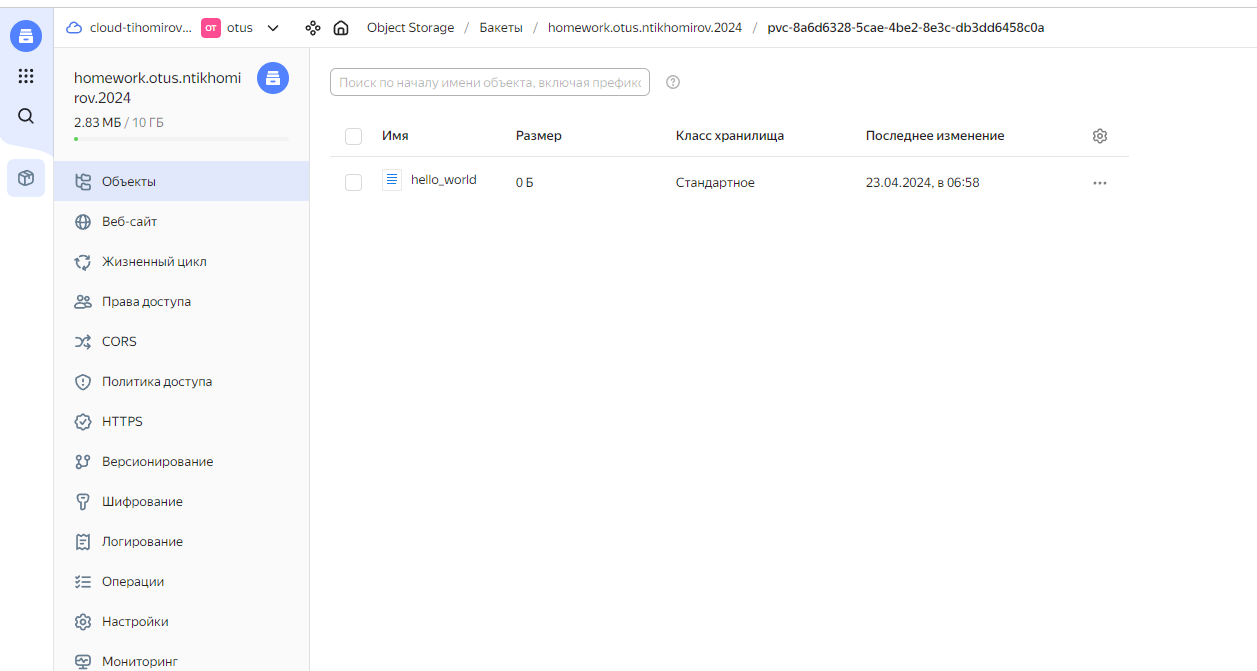 cloud-tihomirov... от otus Object Storage / Бакеты / homework.otus.ntikhomirov.2024 / pvc-8a6d6328-5cae-4be2-8e3c-db3dd6458c0a
homework.otus.ntikhomi
rov.2024
2.83 МБ / 10 ГБ
Объекты
Веб-сайт
Жизненный цикл
Права доступа
CORS
Политика доступа
HTTPS
Версионирование
Шифрование
Логирование
Операции
Настройки
Мониторинг
Поиск по началу имени объекта, включая префикс
Имя Размер Класс хранилища Последнее изменение
hello_world 0 Б Стандартное 23.04.2024, в 06:58